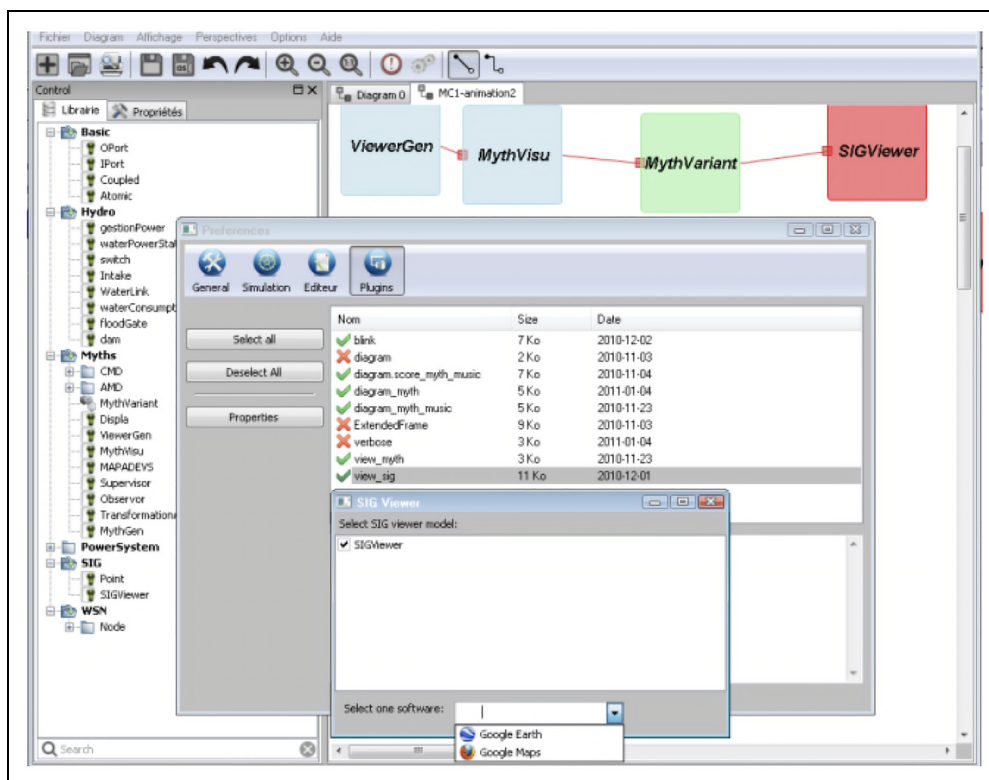 Fichier Diagram Affichage Perspectives Options Aide
Control
Diagram 0 MC1-animation2
Librairie Propriétés
Basic
OPort
IPort
Coupled
Atomic
Hydro
gestionPower
waterPowerStal
switch
Intake
WaterLink
waterConsumpt
floodGate
dam
Myths
CMD
AMD
MythVariant
Displa
ViewerGen
MythVisu
MAPADEVS
Supervisor
Observor
Transformationa
MythGen
PowerSystem
SIG
Point
SIGViewer
WSN
Node
Search
ViewerGen MythVisu MythVariant SIGViewer
Preferences
General Simulation Editeur Plugins
Select all
Deselect All
Properties
Nom Size Date
blink 7 Ko 2010-12-02
diagram 2 Ko 2010-11-03
diagram.score_myth_music 7 Ko 2010-11-04
diagram_myth 5 Ko 2011-01-04
diagram_myth_music 5 Ko 2010-11-23
ExtendedFrame 9 Ko 2010-11-03
verbose 3 Ko 2011-01-04
view_myth 3 Ko 2010-11-23
view_sig 11 Ko 2010-12-01
SIG Viewer
Select SIG viewer model:
SIGViewer
Select one software:
Google Earth
Google Maps